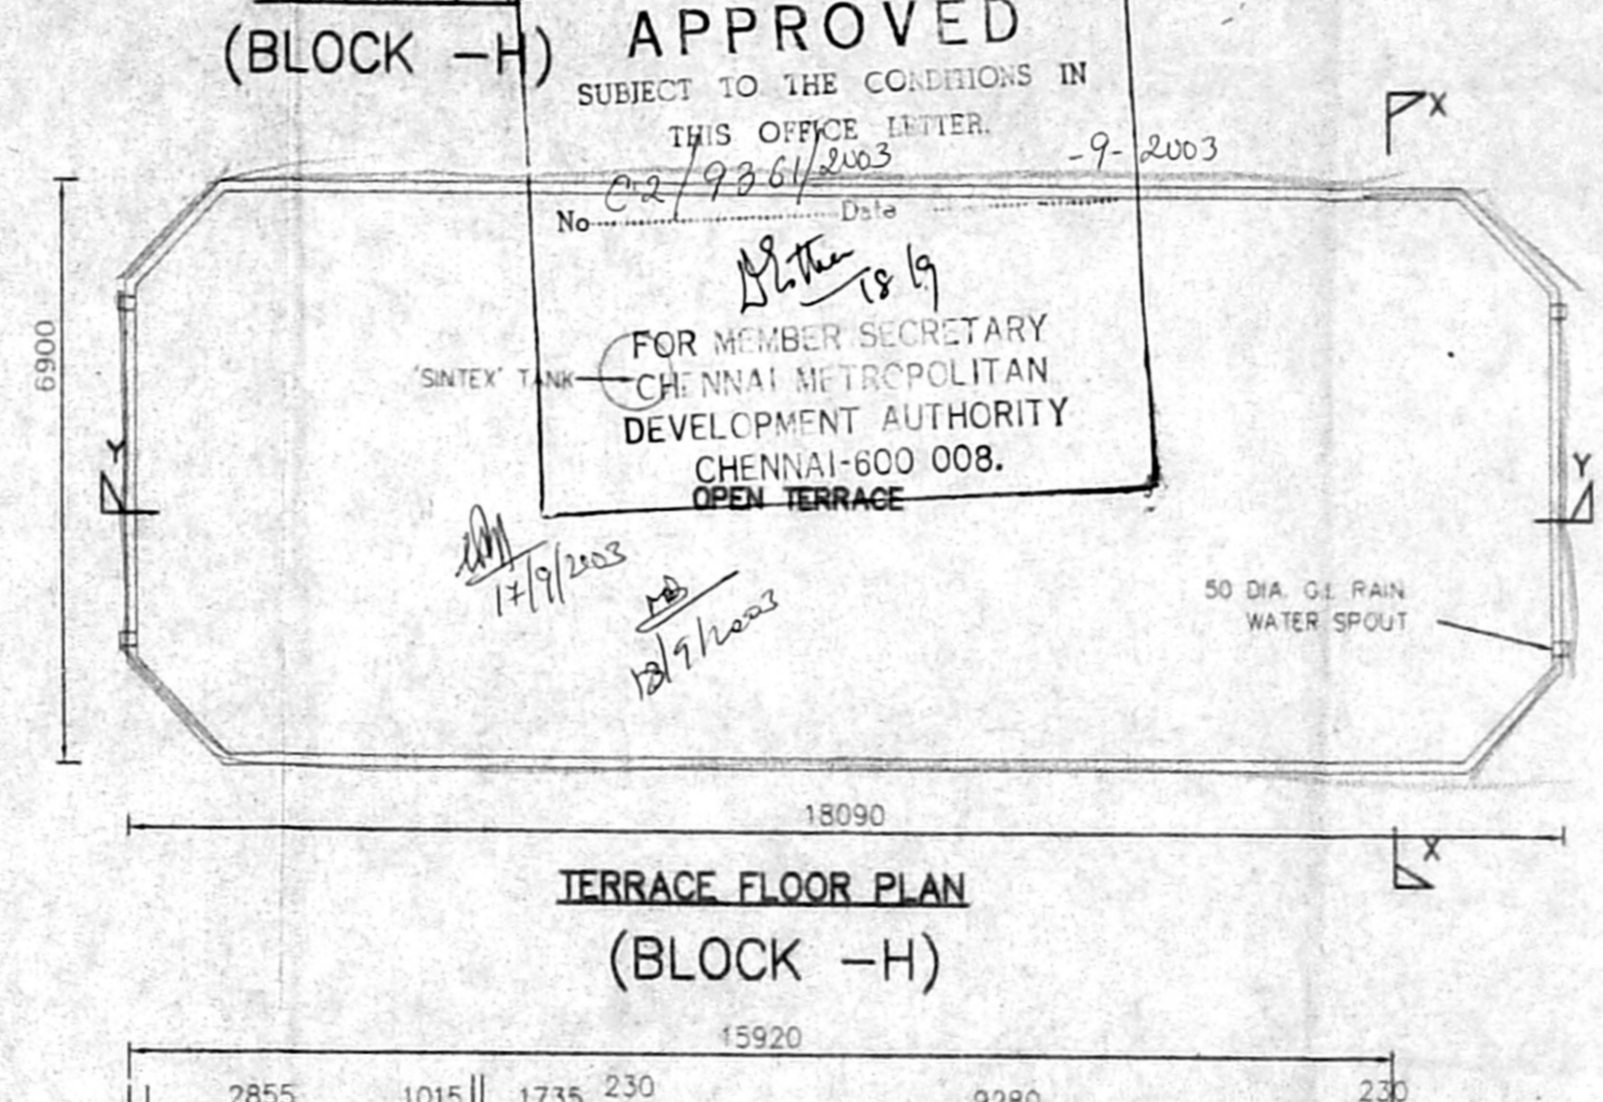 (BLOCK -H)
APPROVED
SUBJECT TO THE CONDITIONS IN
THIS OFFICE LETTER.
No C2/9361/2003 Date -9-2003
18/9
FOR MEMBER SECRETARY
CHENNAI METROPOLITAN
DEVELOPMENT AUTHORITY
CHENNAI-600 008.
'SINTEX' TANK
OPEN TERRACE
17/9/2003
18/9/2003
50 DIA. G.I. RAIN
WATER SPOUT
X
Y
Y
X
6900
18090
TERRACE FLOOR PLAN
(BLOCK -H)
15920
2855 1015 1735 230 9280 230